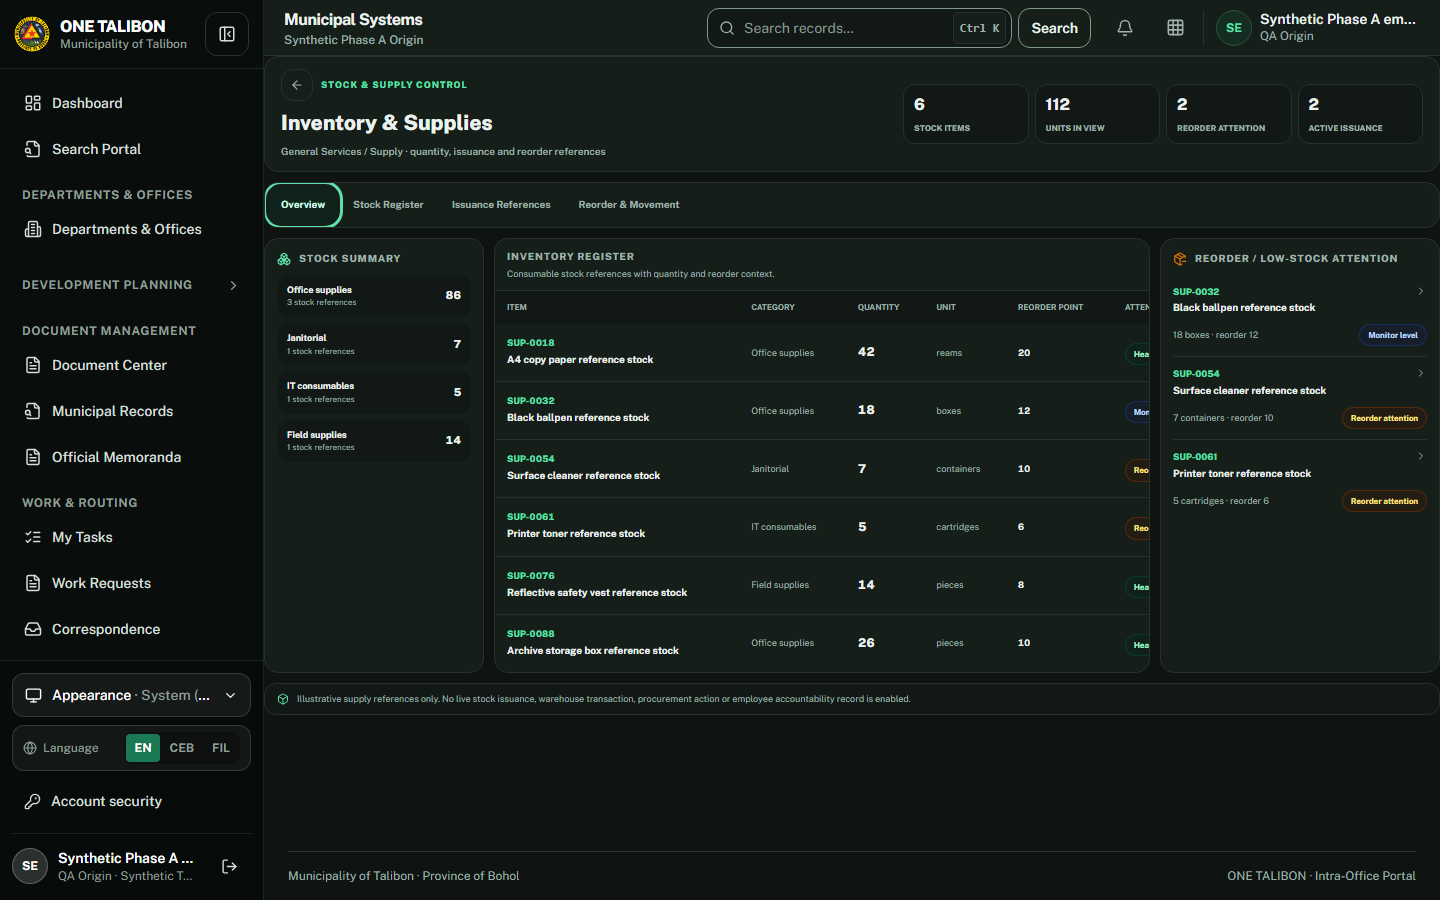 ONE TALIBON
Municipality of Talibon
Dashboard
Search Portal
DEPARTMENTS & OFFICES
Departments & Offices
DEVELOPMENT PLANNING
DOCUMENT MANAGEMENT
Document Center
Municipal Records
Official Memoranda
WORK & ROUTING
My Tasks
Work Requests
Correspondence
Appearance · System (...
Language EN CEB FIL
Account security
SE Synthetic Phase A ...
QA Origin · Synthetic T...
Municipal Systems
Synthetic Phase A Origin
Search records... Ctrl K Search
SE Synthetic Phase A em...
QA Origin
STOCK & SUPPLY CONTROL
Inventory & Supplies
General Services / Supply · quantity, issuance and reorder references
6
STOCK ITEMS
112
UNITS IN VIEW
2
REORDER ATTENTION
2
ACTIVE ISSUANCE
Overview Stock Register Issuance References Reorder & Movement
STOCK SUMMARY
Office supplies
3 stock references
86
Janitorial
1 stock references
7
IT consumables
1 stock references
5
Field supplies
1 stock references
14
INVENTORY REGISTER
Consumable stock references with quantity and reorder context.
ITEM CATEGORY QUANTITY UNIT REORDER POINT ATTEN
SUP-0018
A4 copy paper reference stock
Office supplies 42 reams 20 Hea
SUP-0032
Black ballpen reference stock
Office supplies 18 boxes 12 Mon
SUP-0054
Surface cleaner reference stock
Janitorial 7 containers 10 Reo
SUP-0061
Printer toner reference stock
IT consumables 5 cartridges 6 Reo
SUP-0076
Reflective safety vest reference stock
Field supplies 14 pieces 8 Hea
SUP-0088
Archive storage box reference stock
Office supplies 26 pieces 10 Hea
REORDER / LOW-STOCK ATTENTION
SUP-0032
Black ballpen reference stock
18 boxes · reorder 12 Monitor level
SUP-0054
Surface cleaner reference stock
7 containers · reorder 10 Reorder attention
SUP-0061
Printer toner reference stock
5 cartridges · reorder 6 Reorder attention
Illustrative supply references only. No live stock issuance, warehouse transaction, procurement action or employee accountability record is enabled.
Municipality of Talibon · Province of Bohol
ONE TALIBON · Intra-Office Portal